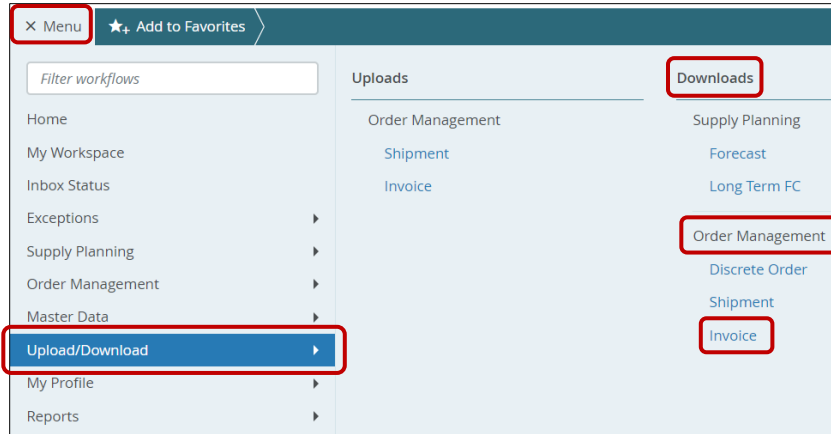 × Menu
★+ Add to Favorites
Filter workflows
Home
My Workspace
Inbox Status
Exceptions
Supply Planning
Order Management
Master Data
Upload/Download
My Profile
Reports
Uploads
Order Management
Shipment
Invoice
Downloads
Supply Planning
Forecast
Long Term FC
Order Management
Discrete Order
Shipment
Invoice